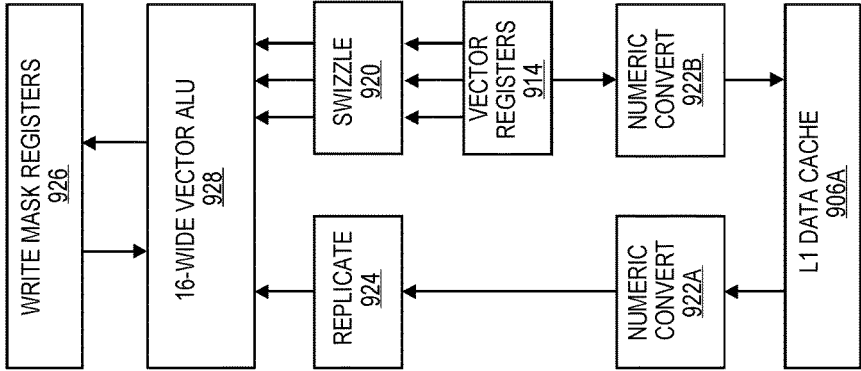 WRITE MASK REGISTERS
926
16-WIDE VECTOR ALU
928
REPLICATE
924
SWIZZLE
920
VECTOR
REGISTERS
914
NUMERIC
CONVERT
922A
NUMERIC
CONVERT
922B
L1 DATA CACHE
906A